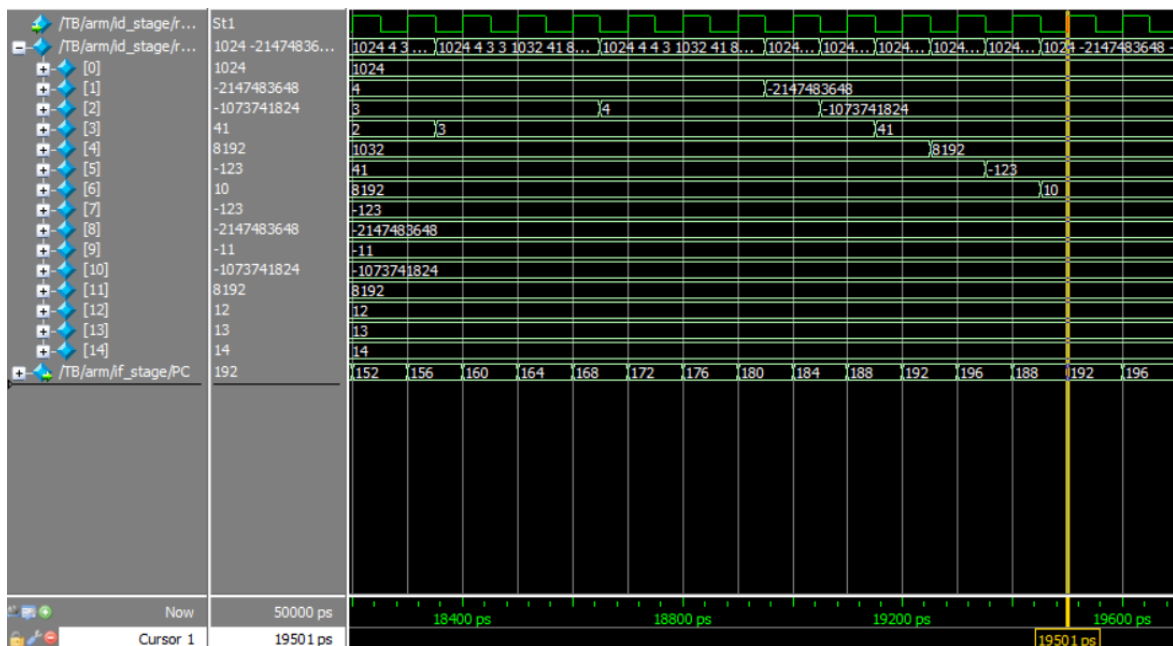 /TB/arm/id_stage/r... St1
/TB/arm/id_stage/r... 1024 -21474836... 1024 4 3 ... 1024 4 3 3 1032 41 8... 1024 4 4 3 1032 41 8... 1024... 1024... 1024... 1024... 1024... 1024 -2147483648 -
[0] 1024 1024
[1] -2147483648 4 -2147483648
[2] -1073741824 3 4 -1073741824
[3] 41 2 3 41
[4] 8192 1032 8192
[5] -123 41 -123
[6] 10 8192 10
[7] -123 -123
[8] -2147483648 -2147483648
[9] -11 -11
[10] -1073741824 -1073741824
[11] 8192 8192
[12] 12 12
[13] 13 13
[14] 14 14
/TB/arm/if_stage/PC 192 152 156 160 164 168 172 176 180 184 188 192 196 188 192 196
Now 50000 ps 18400 ps 18800 ps 19200 ps 19600 ps
Cursor 1 19501 ps 19501 ps